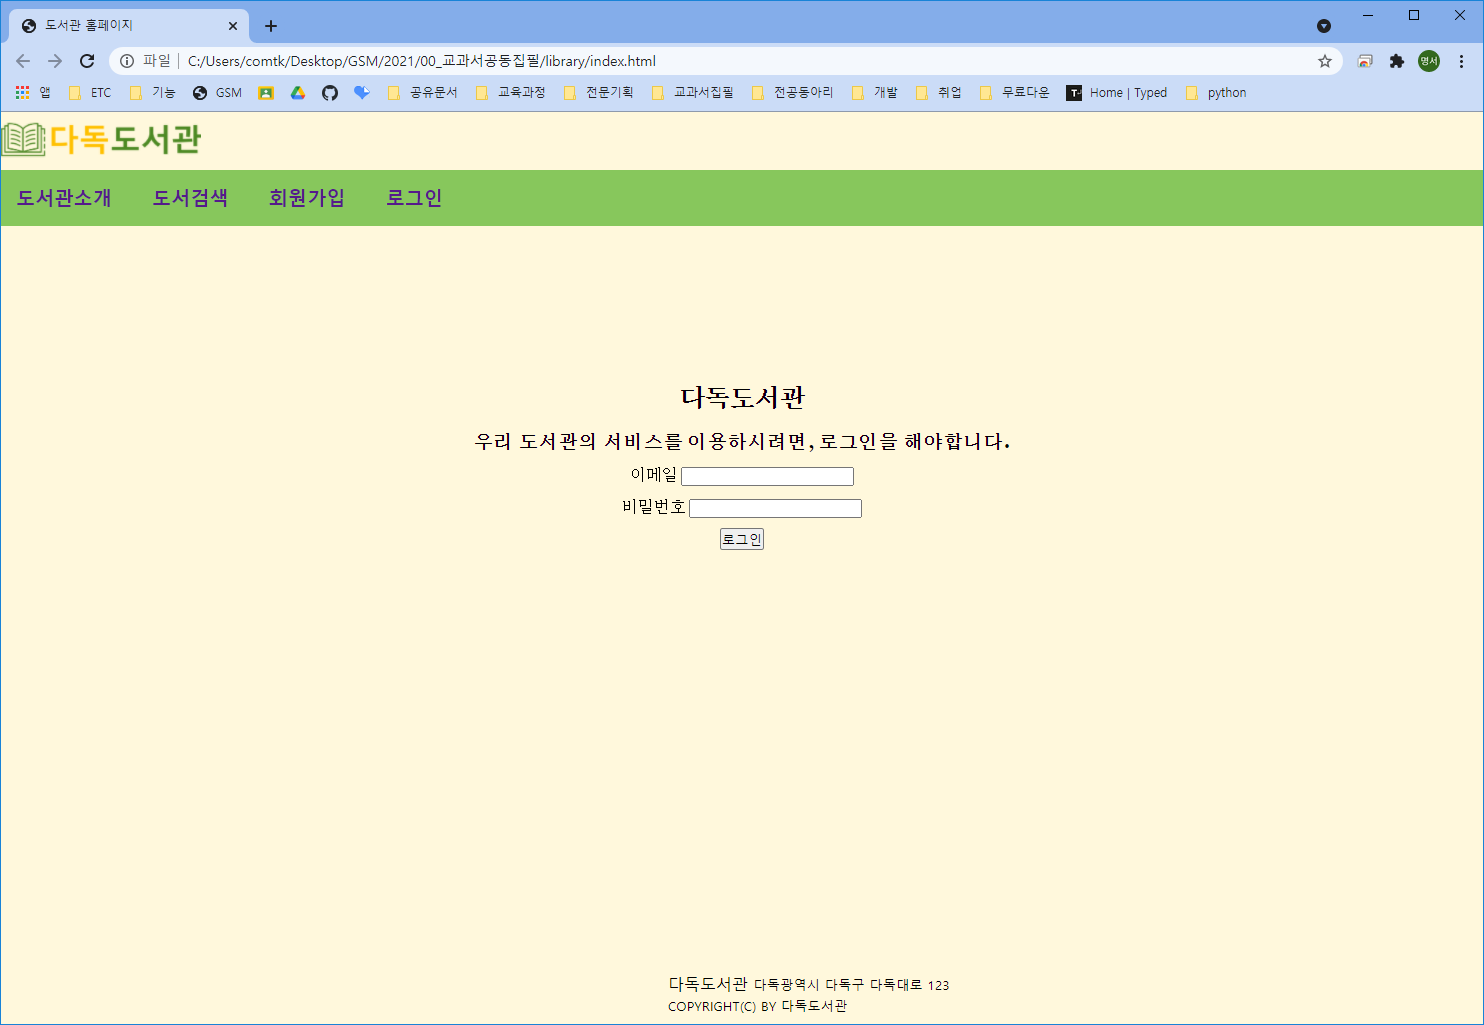 도서관 홈페이지
파일 C:/Users/comtk/Desktop/GSM/2021/00_교과서공동집필/library/index.html
명서
앱 ETC 기능 GSM 공유문서 교육과정 전문기획 교과서집필 전공동아리 개발 취업 무료다운 Home | Typed python
다독도서관
도서관소개 도서검색 회원가입 로그인
다독도서관
우리 도서관의 서비스를 이용하시려면, 로그인을 해야합니다.
이메일
비밀번호
로그인
다독도서관 다독광역시 다독구 다독대로 123
COPYRIGHT(C) BY 다독도서관